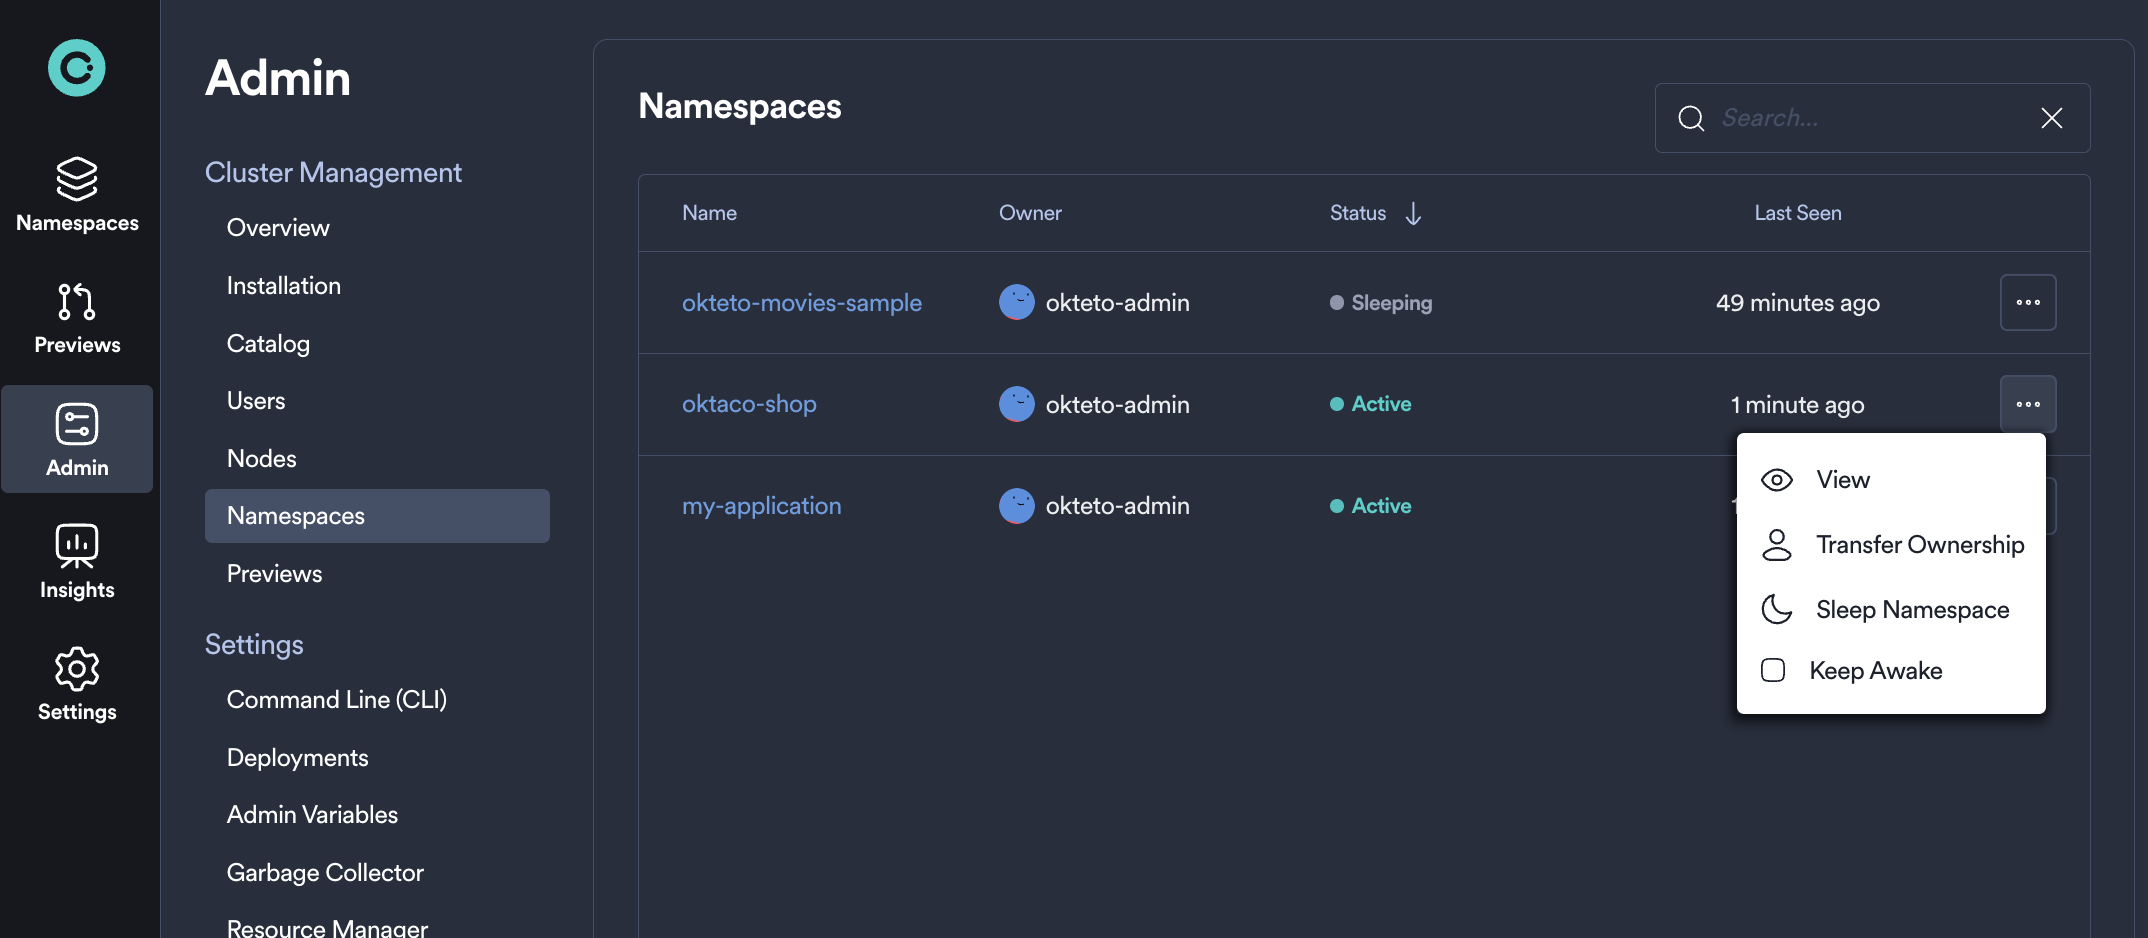 Namespaces
Previews
Admin
Insights
Settings
Admin
Cluster Management
Overview
Installation
Catalog
Users
Nodes
Namespaces
Previews
Settings
Command Line (CLI)
Deployments
Admin Variables
Garbage Collector
Resource Manager
Namespaces
Search...
Name Owner Status Last Seen
okteto-movies-sample okteto-admin Sleeping 49 minutes ago
oktaco-shop okteto-admin Active 1 minute ago
my-application okteto-admin Active
View
Transfer Ownership
Sleep Namespace
Keep Awake